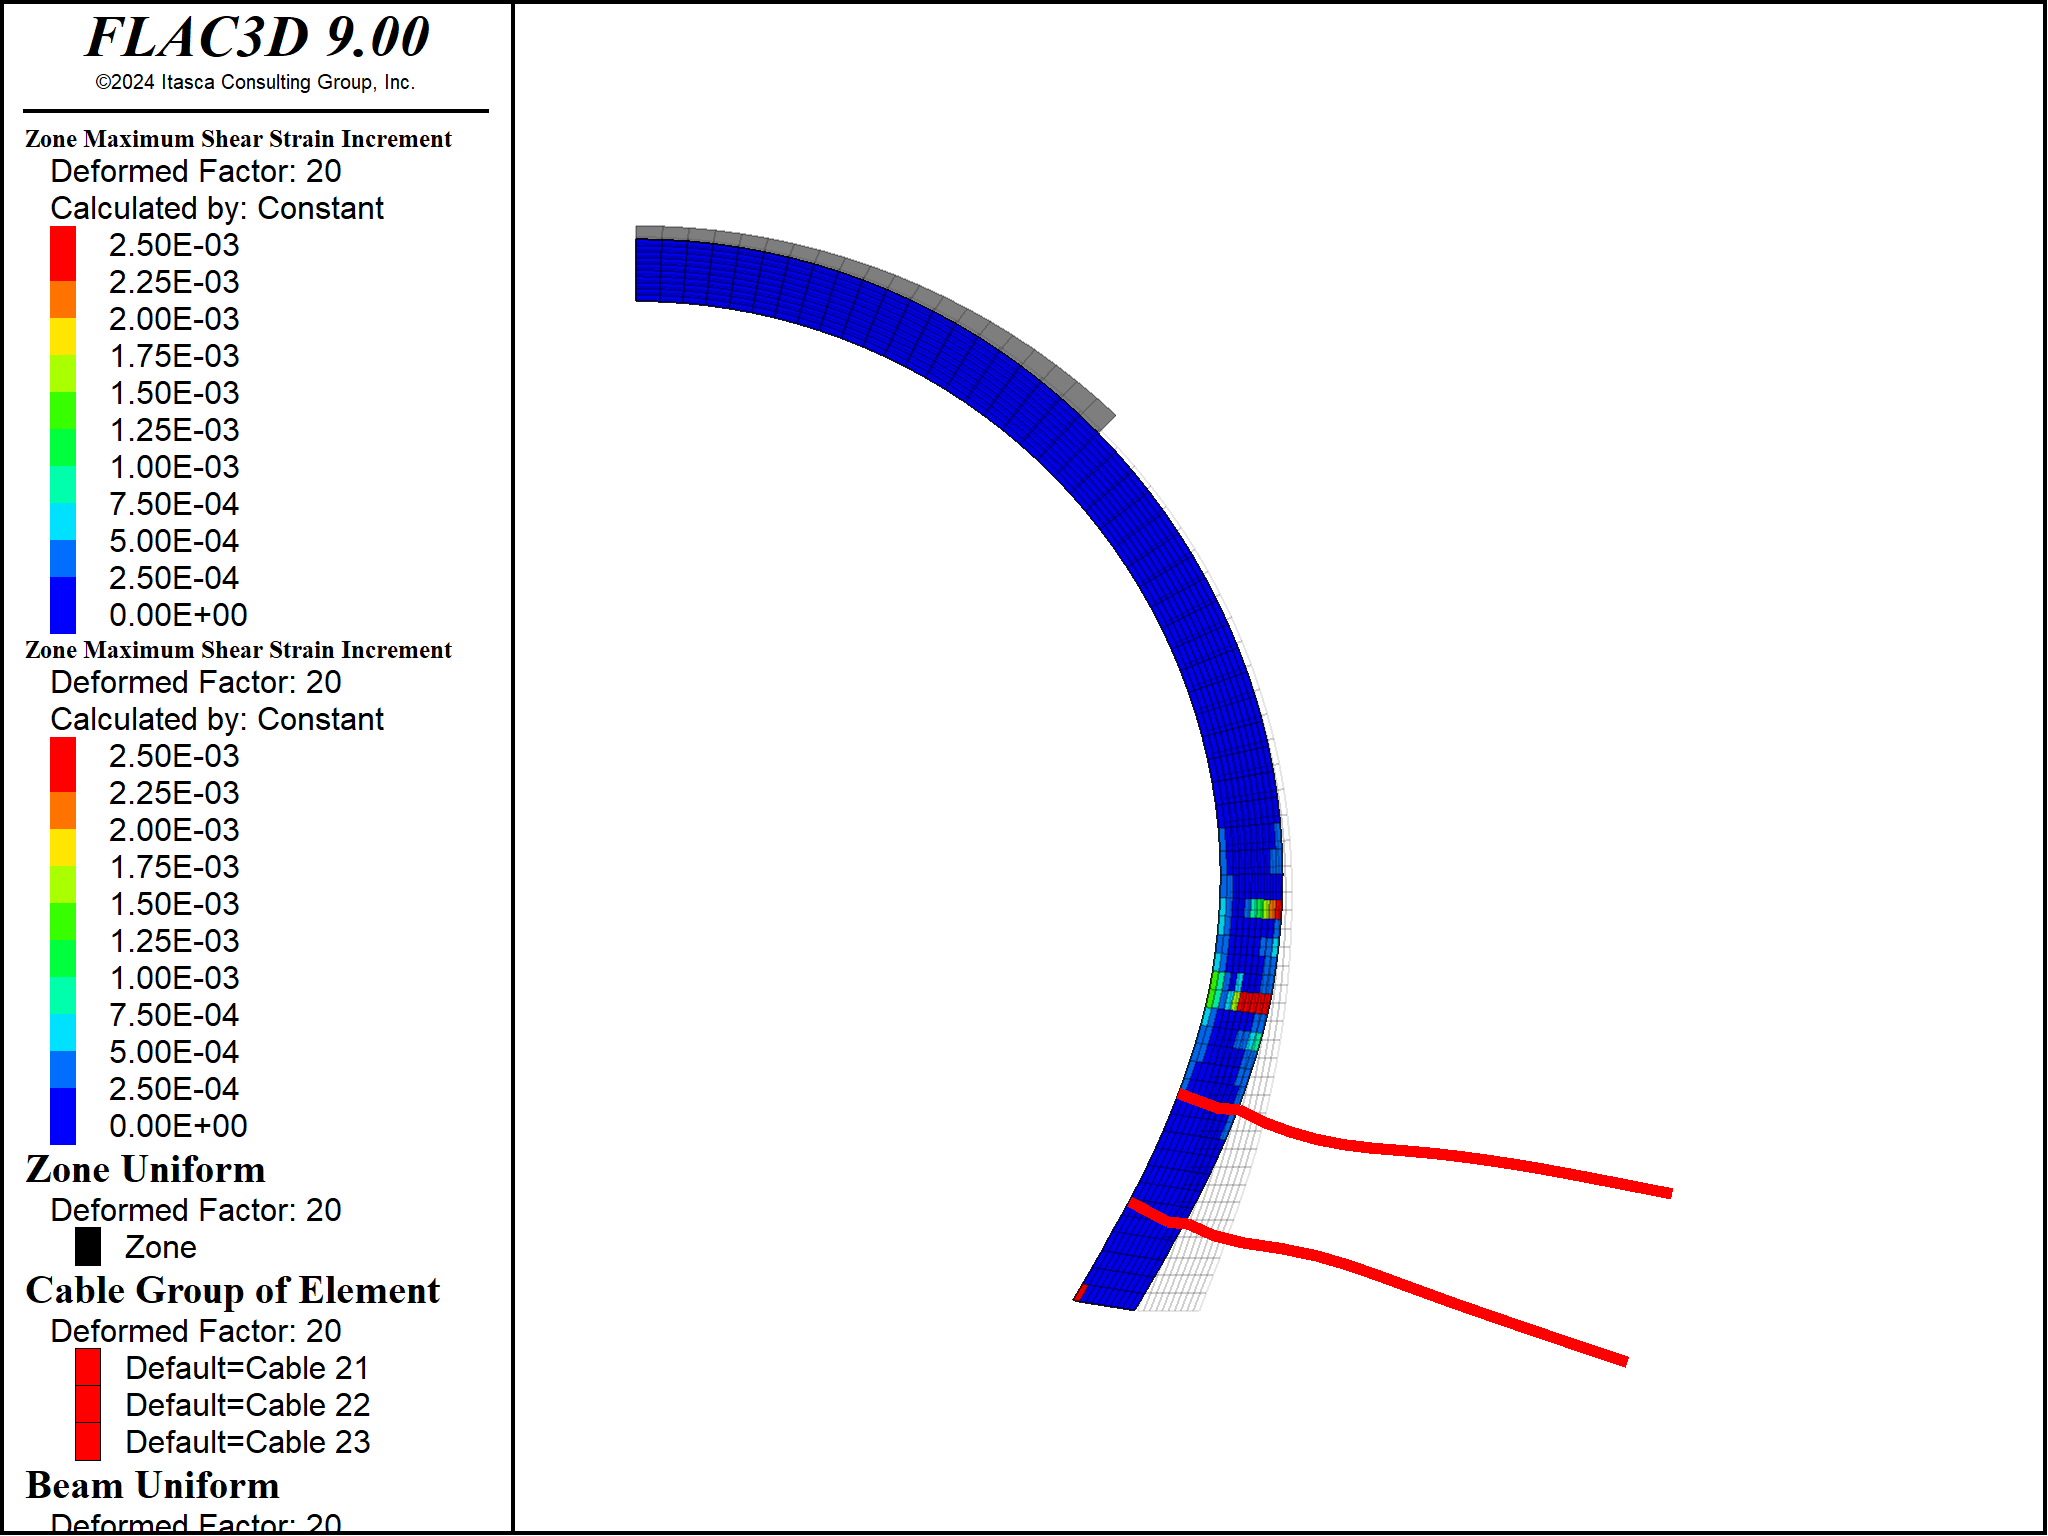 FLAC3D 9.00
©2024 Itasca Consulting Group, Inc.
Zone Maximum Shear Strain Increment
Deformed Factor: 20
Calculated by: Constant
2.50E-03
2.25E-03
2.00E-03
1.75E-03
1.50E-03
1.25E-03
1.00E-03
7.50E-04
5.00E-04
2.50E-04
0.00E+00
Zone Maximum Shear Strain Increment
Deformed Factor: 20
Calculated by: Constant
2.50E-03
2.25E-03
2.00E-03
1.75E-03
1.50E-03
1.25E-03
1.00E-03
7.50E-04
5.00E-04
2.50E-04
0.00E+00
Zone Uniform
Deformed Factor: 20
Zone
Cable Group of Element
Deformed Factor: 20
Default=Cable 21
Default=Cable 22
Default=Cable 23
Beam Uniform
Deformed Factor: 20